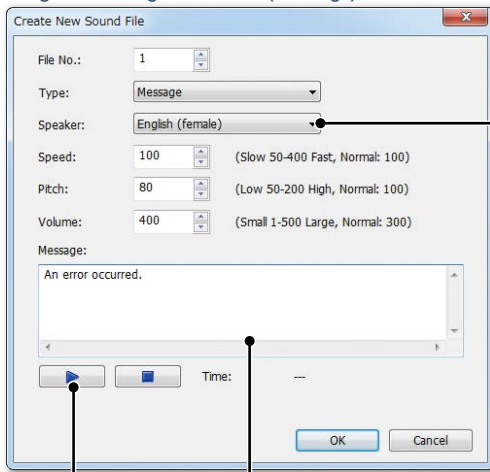 Create New Sound File
File No.: 1
Type: Message
Speaker: English (female)
Speed: 100 (Slow 50-400 Fast, Normal: 100)
Pitch: 80 (Low 50-200 High, Normal: 100)
Volume: 400 (Small 1-500 Large, Normal: 300)
Message:
An error occurred.
Time: ---
OK Cancel